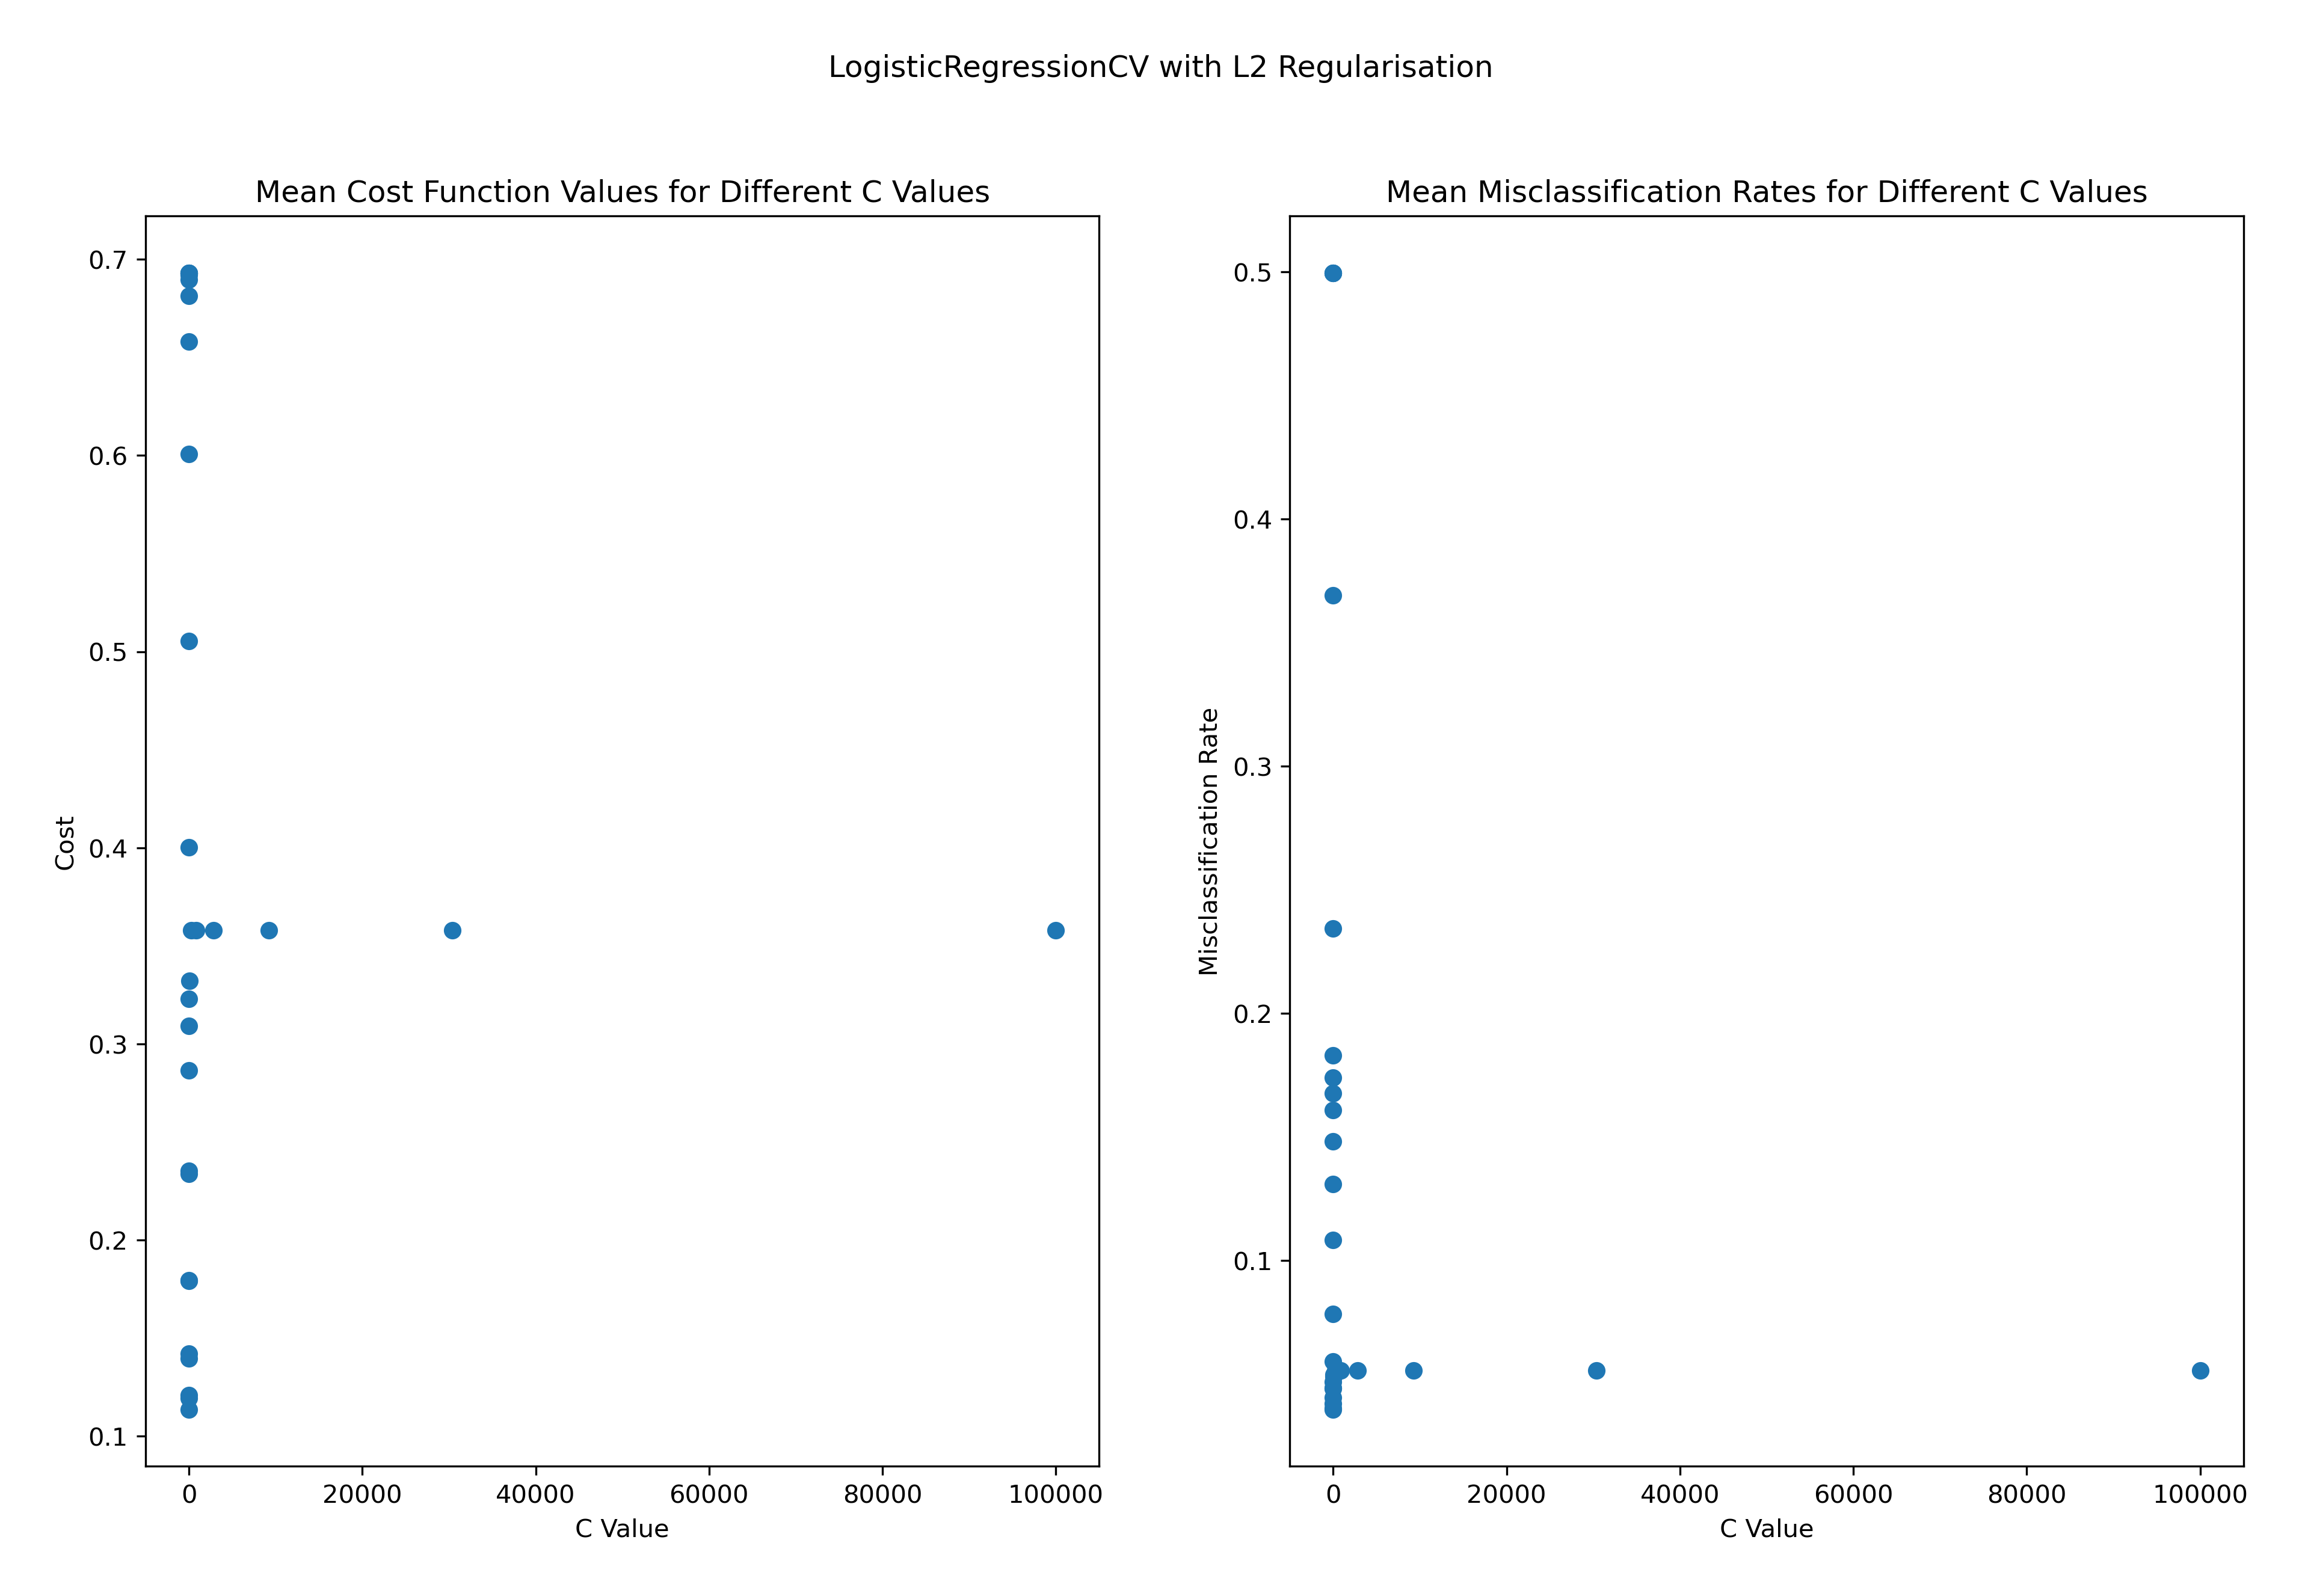 LogisticRegressionCV with L2 Regularisation
Mean Cost Function Values for Different C Values
0.7
0.6
0.5
0.4
0.3
0.2
0.1
Cost
0 20000 40000 60000 80000 100000
C Value
Mean Misclassification Rates for Different C Values
0.5
0.4
0.3
0.2
0.1
Misclassification Rate
0 20000 40000 60000 80000 100000
C Value